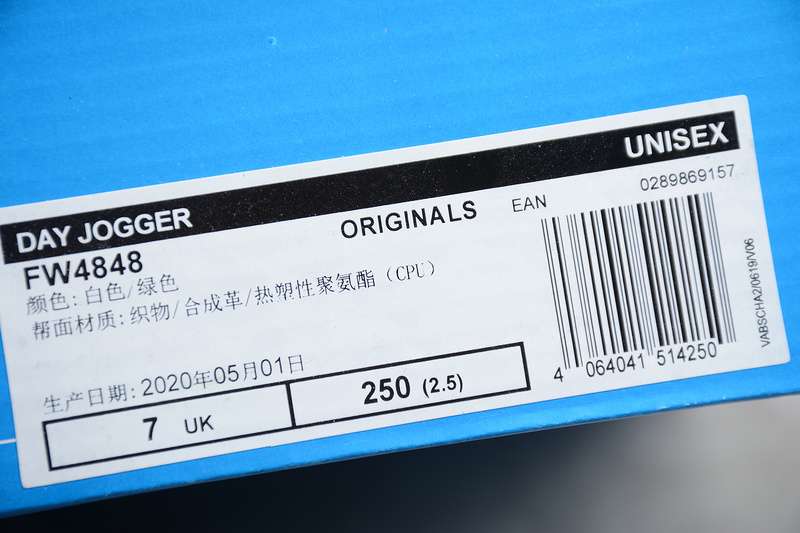 UNISEX
DAY JOGGER
ORIGINALS
EAN
0289869157
FW4848
颜色: 白色/绿色
帮面材质: 织物/合成革/热塑性聚氨酯（CPU）
生产日期: 2020年05月01日
7 UK
250 (2.5)
4 064041 514250
VABSCHA2/0619/V06